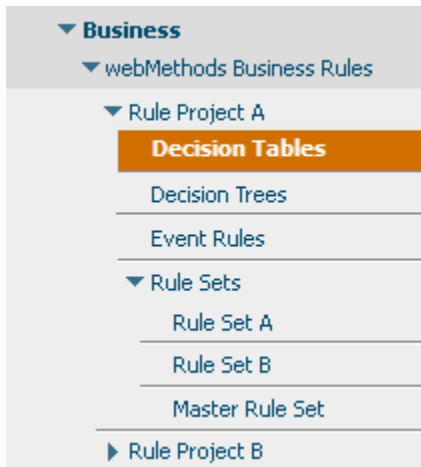 Business
webMethods Business Rules
Rule Project A
Decision Tables
Decision Trees
Event Rules
Rule Sets
Rule Set A
Rule Set B
Master Rule Set
Rule Project B